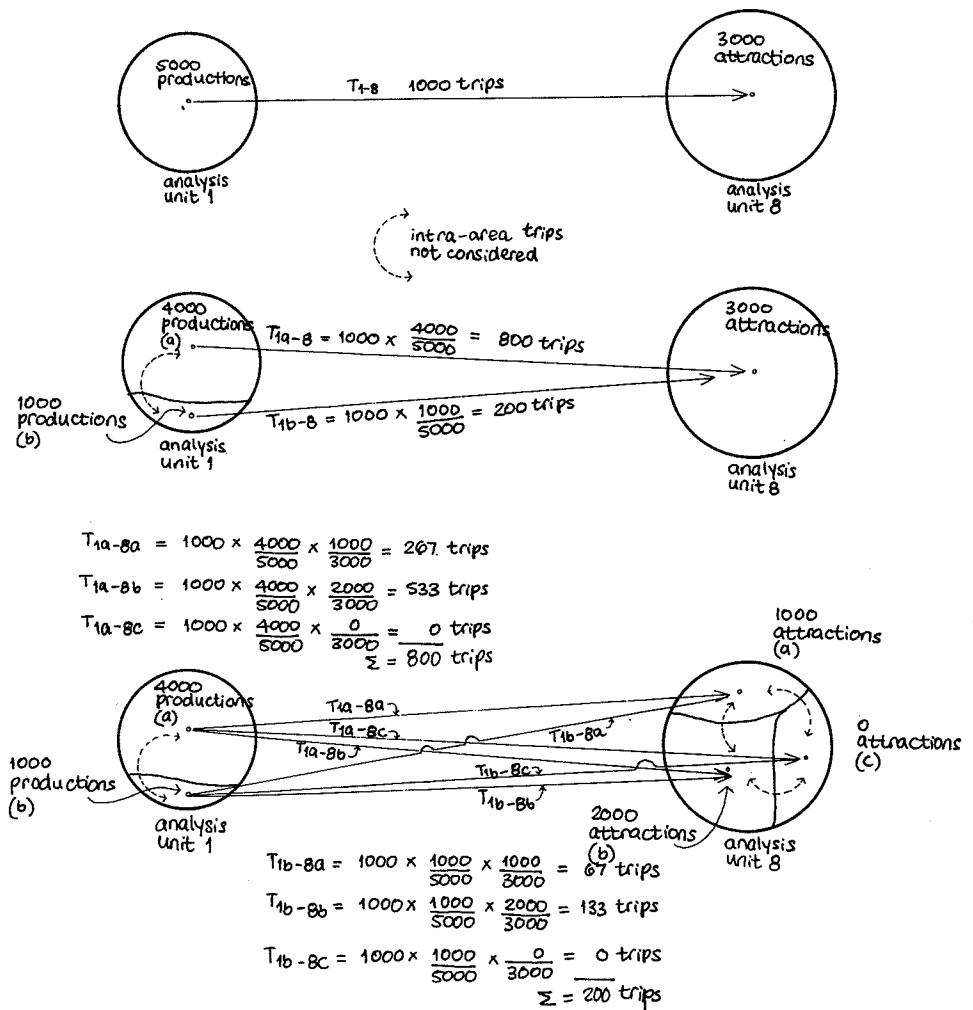 5000
productions
T1-8 1000 trips
3000
attractions
analysis
unit 1
analysis
unit 8
intra-area trips
not considered
4000
productions
(a)
T1a-8 = 1000 × 4000/5000 = 800 trips
3000
attractions
1000
productions
(b)
T1b-8 = 1000 × 1000/5000 = 200 trips
analysis
unit 1
analysis
unit 8
T1a-8a = 1000 × 4000/5000 × 1000/3000 = 267. trips
T1a-8b = 1000 × 4000/5000 × 2000/3000 = 533 trips
T1a-8c = 1000 × 4000/5000 × 0/3000 = 0 trips
Σ = 800 trips
1000
attractions
(a)
4000
productions
(a)
T1a-8a
T1a-8c
T1a-8b
T1b-8a
0
attractions
(c)
1000
productions
(b)
T1b-8c
T1b-8b
2000
attractions
(b)
analysis
unit 1
analysis
unit 8
T1b-8a = 1000 × 1000/5000 × 1000/3000 = 67 trips
T1b-8b = 1000 × 1000/5000 × 2000/3000 = 133 trips
T1b-8c = 1000 × 1000/5000 × 0/3000 = 0 trips
Σ = 200 trips